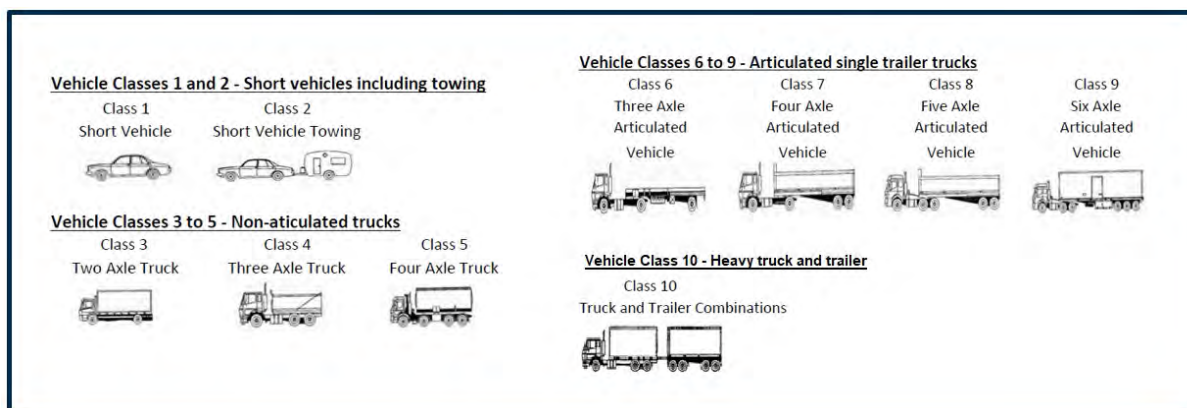 Vehicle Classes 1 and 2 - Short vehicles including towing
Class 1
Short Vehicle
Class 2
Short Vehicle Towing
Vehicle Classes 3 to 5 - Non-aticulated trucks
Class 3
Two Axle Truck
Class 4
Three Axle Truck
Class 5
Four Axle Truck
Vehicle Classes 6 to 9 - Articulated single trailer trucks
Class 6
Three Axle
Articulated
Vehicle
Class 7
Four Axle
Articulated
Vehicle
Class 8
Five Axle
Articulated
Vehicle
Class 9
Six Axle
Articulated
Vehicle
Vehicle Class 10 - Heavy truck and trailer
Class 10
Truck and Trailer Combinations